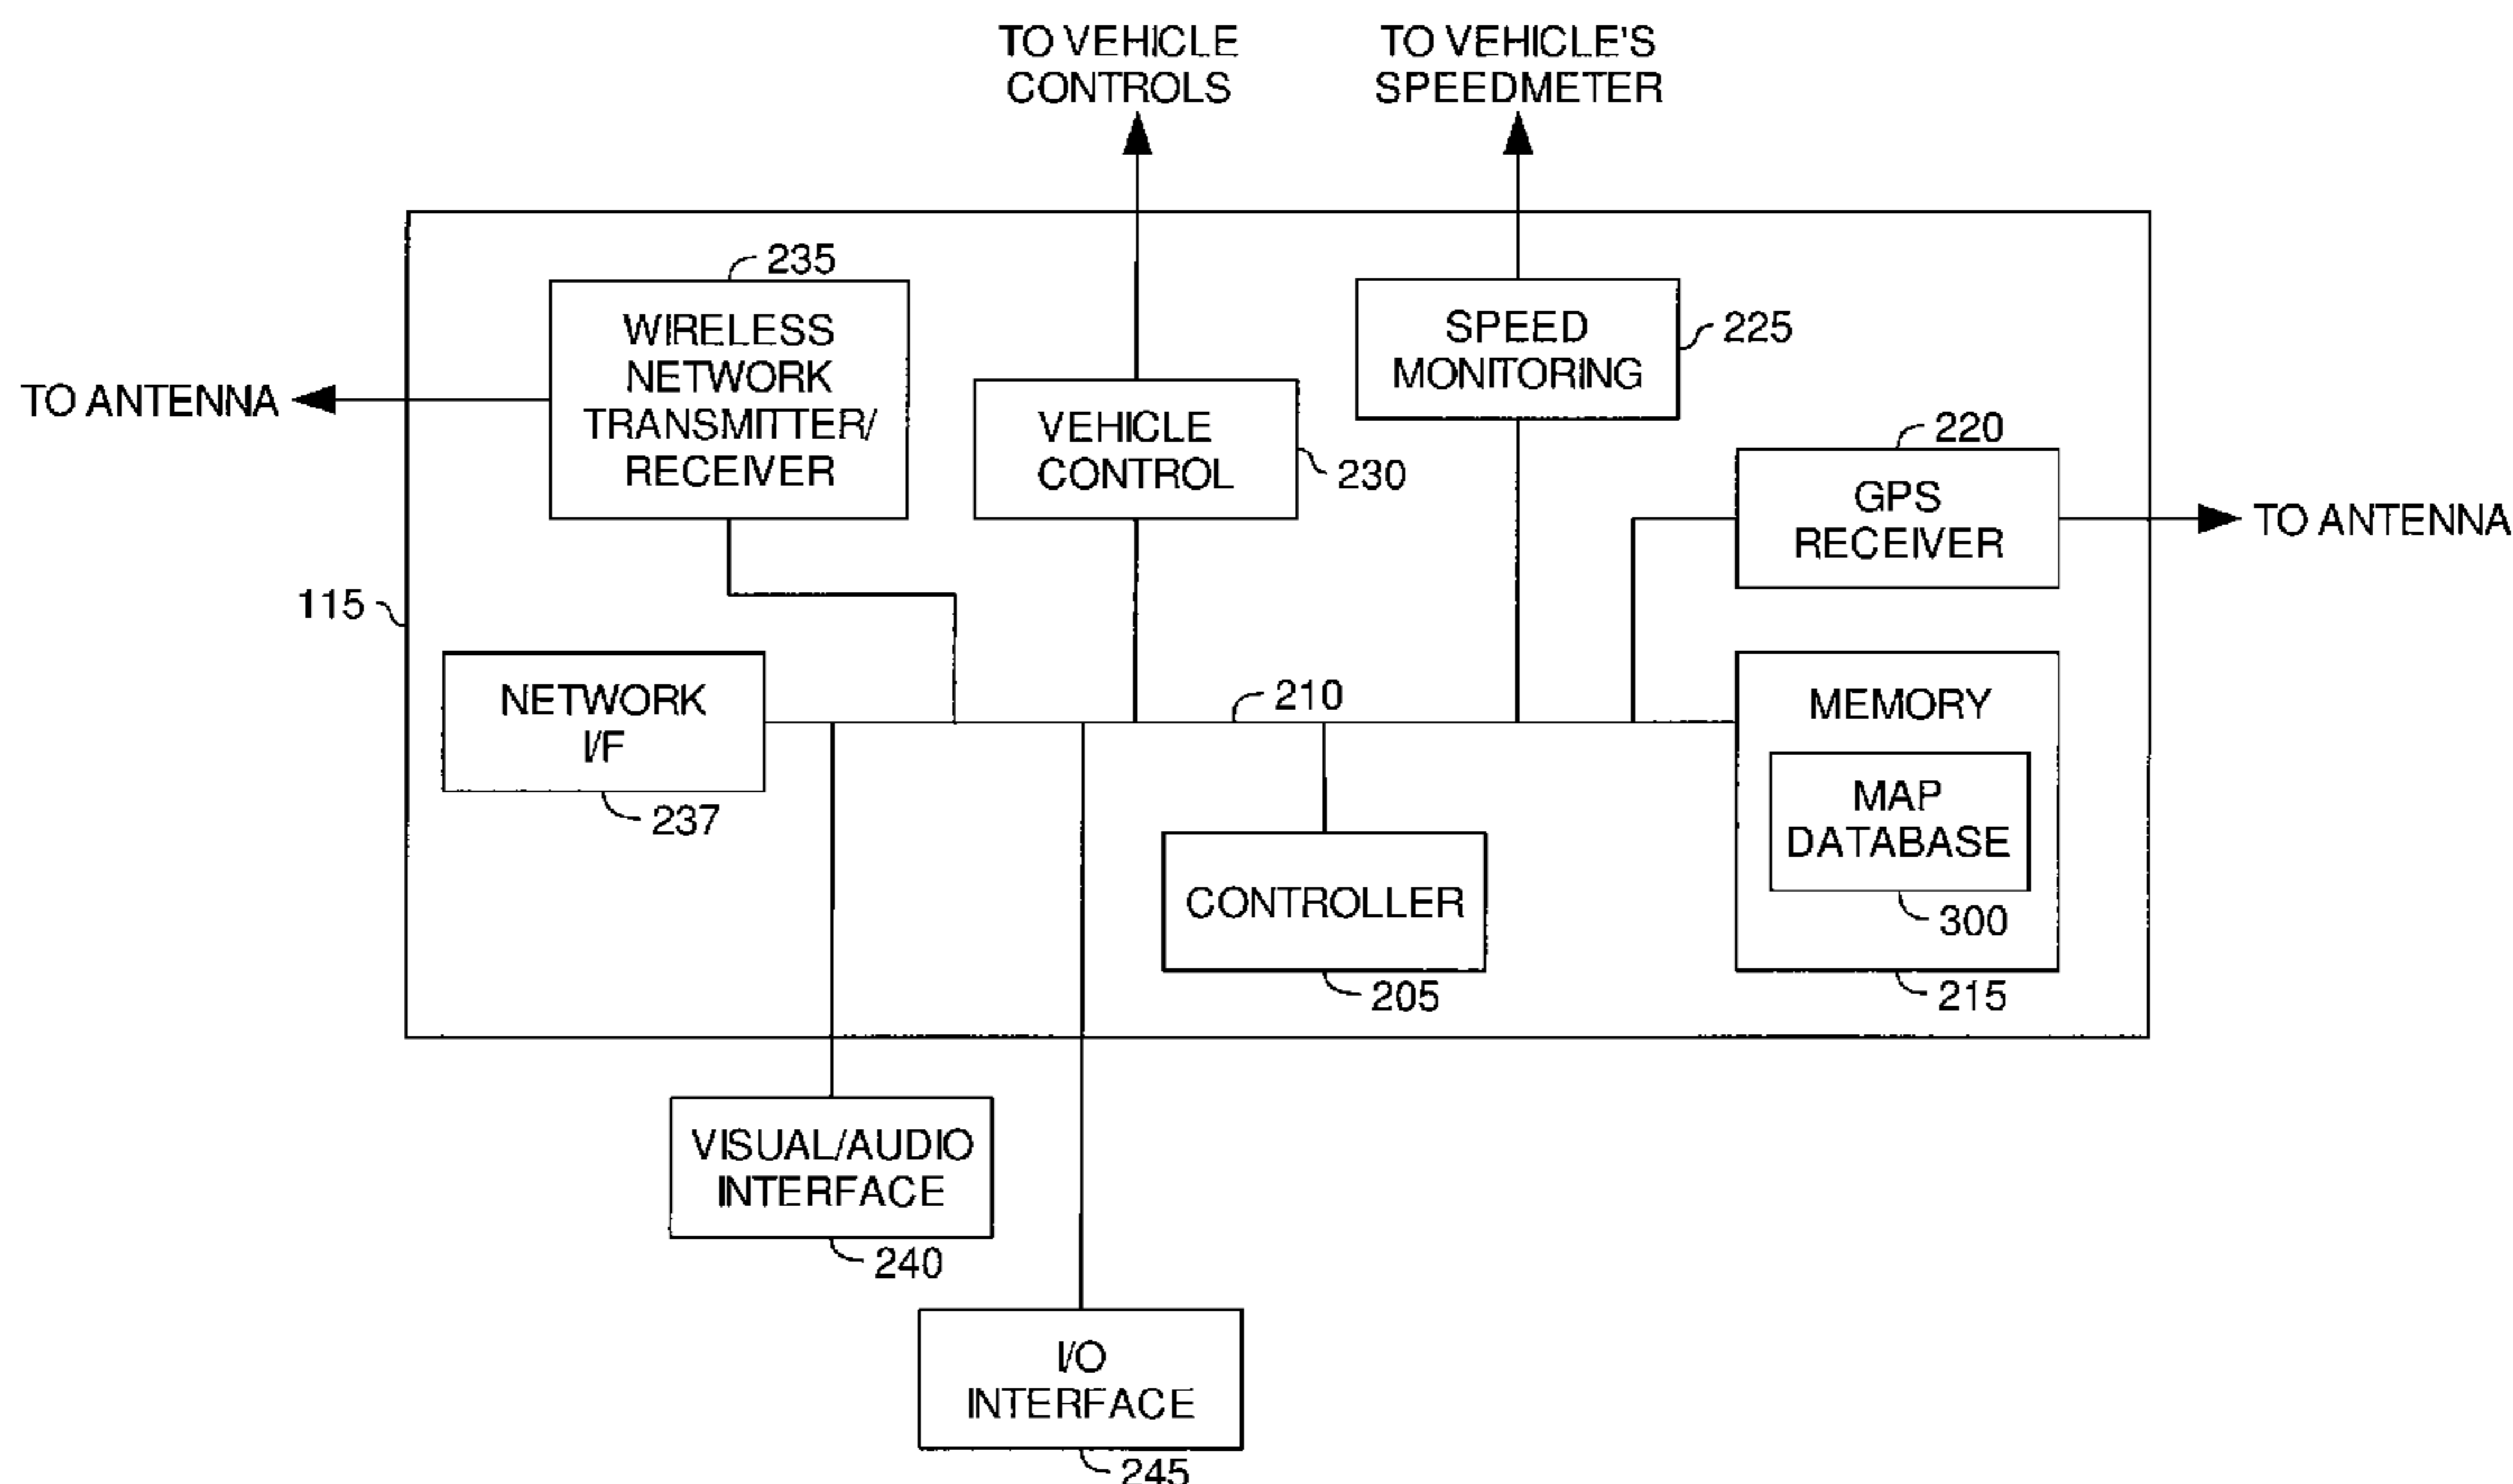 TO VEHICLE
CONTROLS
TO VEHICLE'S
SPEEDMETER
235
WIRELESS
NETWORK
TRANSMITTER/
RECEIVER
SPEED
MONITORING
225
TO ANTENNA
VEHICLE
CONTROL
230
220
GPS
RECEIVER
TO ANTENNA
115
NETWORK
I/F
237
210
MEMORY
MAP
DATABASE
300
215
CONTROLLER
205
VISUAL/AUDIO
INTERFACE
240
I/O
INTERFACE
245